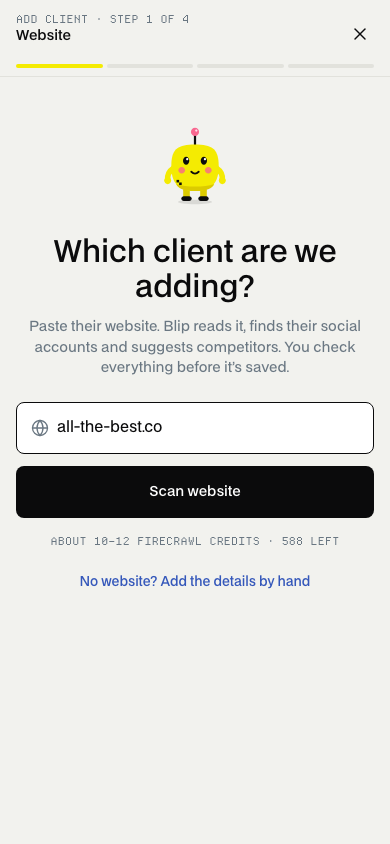 ADD CLIENT · STEP 1 OF 4
Website
Which client are we
adding?
Paste their website. Blip reads it, finds their social
accounts and suggests competitors. You check
everything before it's saved.
all-the-best.co
Scan website
ABOUT 10–12 FIRECRAWL CREDITS · 588 LEFT
No website? Add the details by hand